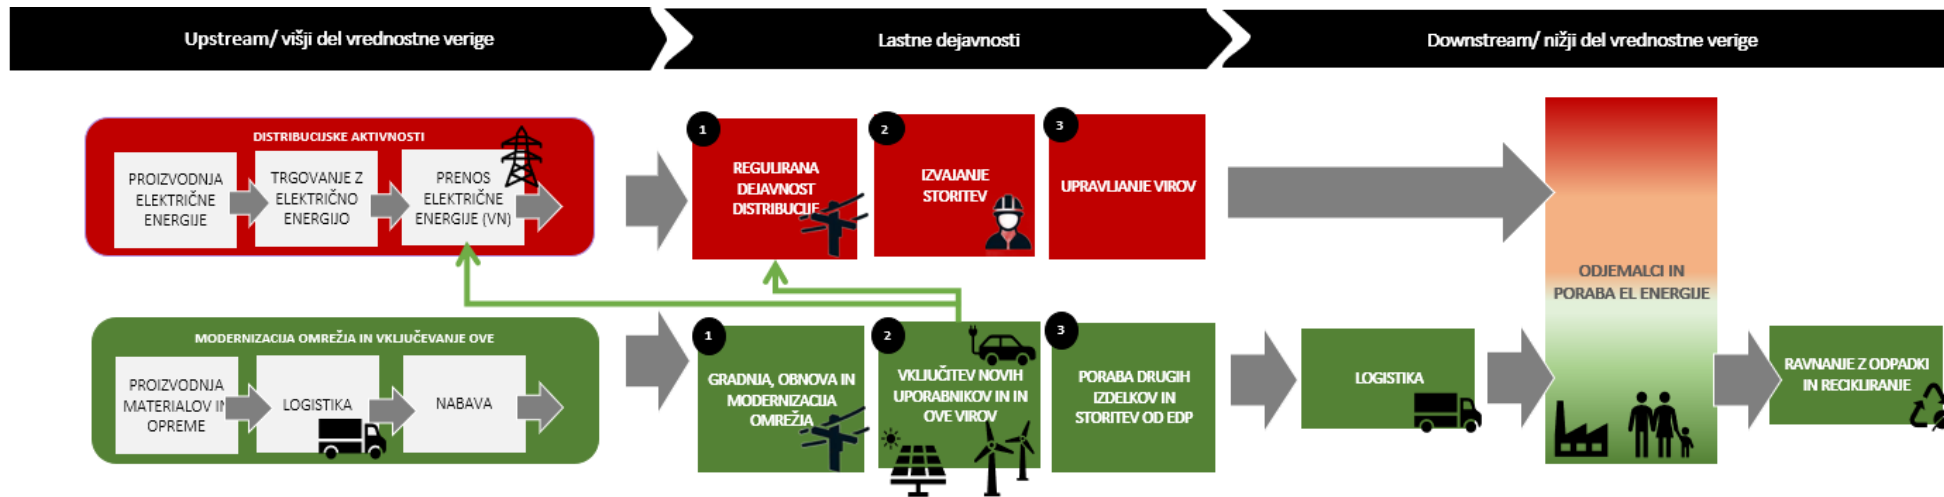 Upstream/ višji del vrednostne verige
Lastne dejavnosti
Downstream/ nižji del vrednostne verige
DISTRIBUCIJSKE AKTIVNOSTI
PROIZVODNJA
ELEKTRIČNE
ENERGIJE
TRGOVANJE Z
ELEKTRIČNO
ENERGIJO
PRENOS
ELEKTRIČNE
ENERGIJE (VN)
1
REGULIRANA
DEJAVNOST
DISTRIBUCIJE
2
IZVAJANJE
STORITEV
3
UPRAVLJANJE VIROV
ODJEMALCI IN
PORABA EL ENERGIJE
MODERNIZACIJA OMREŽJA IN VKLJUČEVANJE OVE
PROIZVODNJA
MATERIALOV IN
OPREME
LOGISTIKA
NABAVA
1
GRADNJA, OBNOVA IN
MODERNIZACIJA
OMREŽJA
2
VKLJUČITEV NOVIH
UPORABNIKOV IN IN
OVE VIROV
3
PORABA DRUGIH
IZDELKOV IN
STORITEV OD EDP
LOGISTIKA
RAVNANJE Z ODPADKI
IN RECIKLIRANJE